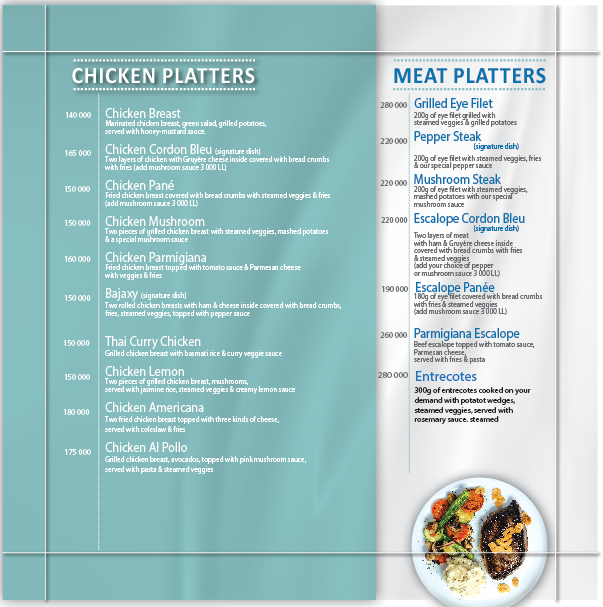 CHICKEN PLATTERS
140 000 Chicken Breast
Marinated chicken breast, green salad, grilled potatoes,
served with honey-mustard sauce.
165 000 Chicken Cordon Bleu (signature dish)
Two layers of chicken with Gruyère cheese inside covered with bread crumbs
with fries (add mushroom sauce 3 000 LL)
150 000 Chicken Pané
Fried chicken breast covered with bread crumbs with steamed veggies & fries
(add mushroom sauce 3 000 LL)
150 000 Chicken Mushroom
Two pieces of grilled chicken breast with steamed veggies, mashed potatoes
& a special mushroom sauce
160 000 Chicken Parmigiana
Fried chicken breast topped with tomato sauce & Parmesan cheese
with veggies & fries
150 000 Bajaxy (signature dish)
Two rolled chicken breasts with ham & cheese inside covered with bread crumbs,
fries, steamed veggies, topped with pepper sauce
150 000 Thai Curry Chicken
Grilled chicken breast with basmati rice & curry veggie sauce
150 000 Chicken Lemon
Two pieces of grilled chicken breast, mushrooms,
served with jasmine rice, steamed veggies & creamy lemon sauce
180 000 Chicken Americana
Two fried chicken breast topped with three kinds of cheese,
served with coleslaw & fries
175 000 Chicken Al Pollo
Grilled chicken breast, avocados, topped with pink mushroom sauce,
served with pasta & steamed veggies
MEAT PLATTERS
280 000 Grilled Eye Filet
200g of eye filet grilled with
steamed veggies & grilled potatoes
220 000 Pepper Steak
(signature dish)
200g of eye filet with steamed veggies, fries
& our special pepper sauce
220 000 Mushroom Steak
200g of eye filet with steamed veggies,
mashed potatoes with our special
mushroom sauce
220 000 Escalope Cordon Bleu
(signature dish)
Two layers of meat
with ham & Gruyère cheese inside
covered with bread crumbs with fries
& steamed veggies
(add your choice of pepper
or mushroom sauce 3 000 LL)
190 000 Escalope Panée
180g of eye filet covered with bread crumbs
with fries & steamed veggies
(add mushroom sauce 3 000 LL)
260 000 Parmigiana Escalope
Beef escalope topped with tomato sauce,
Parmesan cheese,
served with fries & pasta
280 000 Entrecotes
300g of entrecotes cooked on your
demand with potatot wedges,
steamed veggies, served with
rosemary sauce. steamed